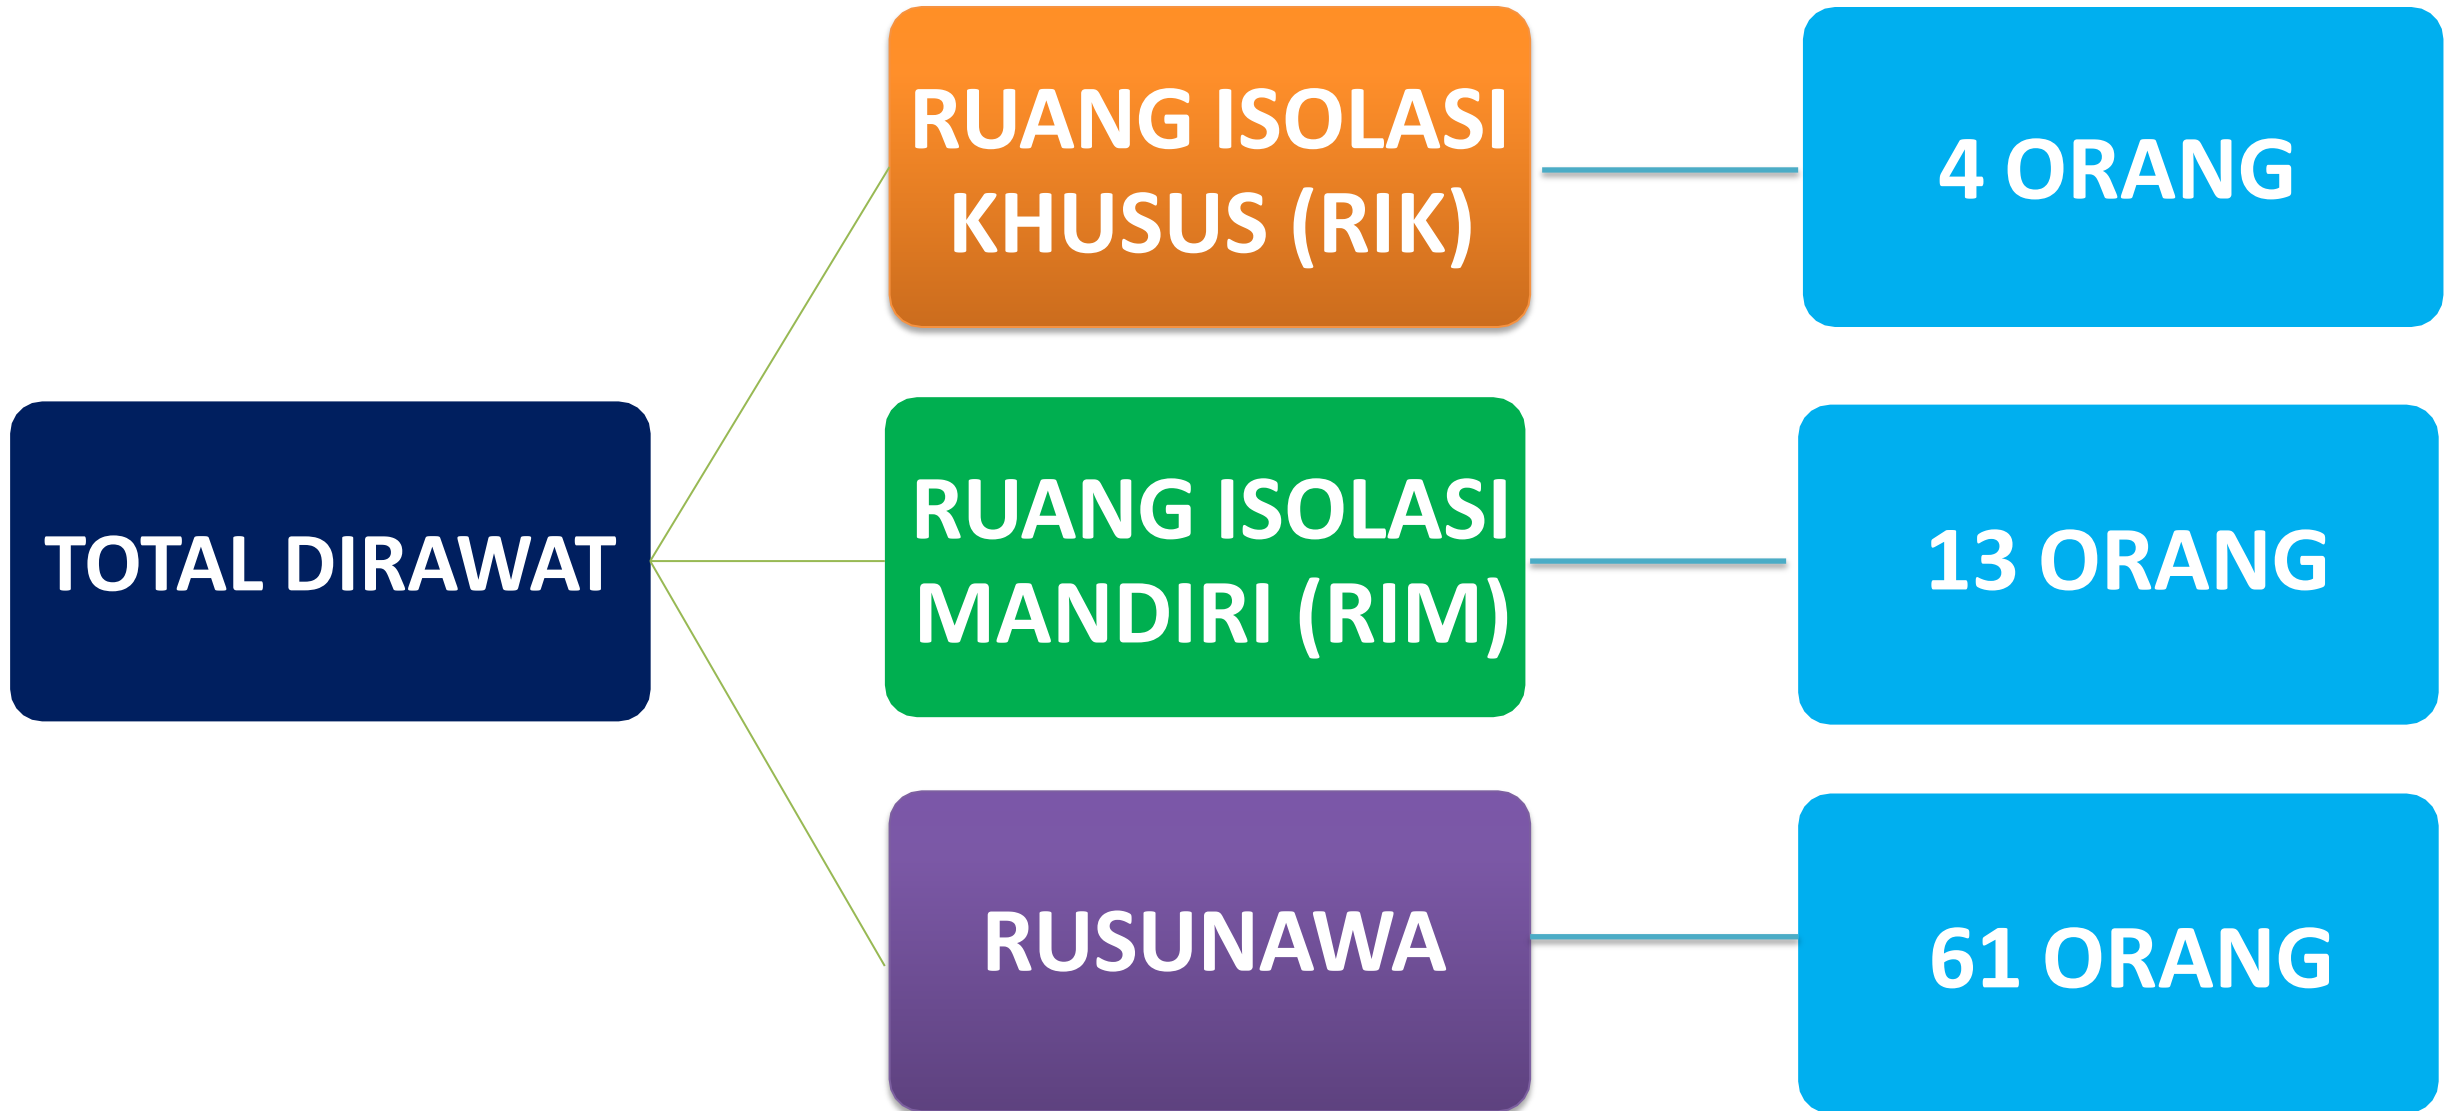 TOTAL DIRAWAT
RUANG ISOLASI
KHUSUS (RIK)
4 ORANG
RUANG ISOLASI
MANDIRI (RIM)
13 ORANG
RUSUNAWA
61 ORANG